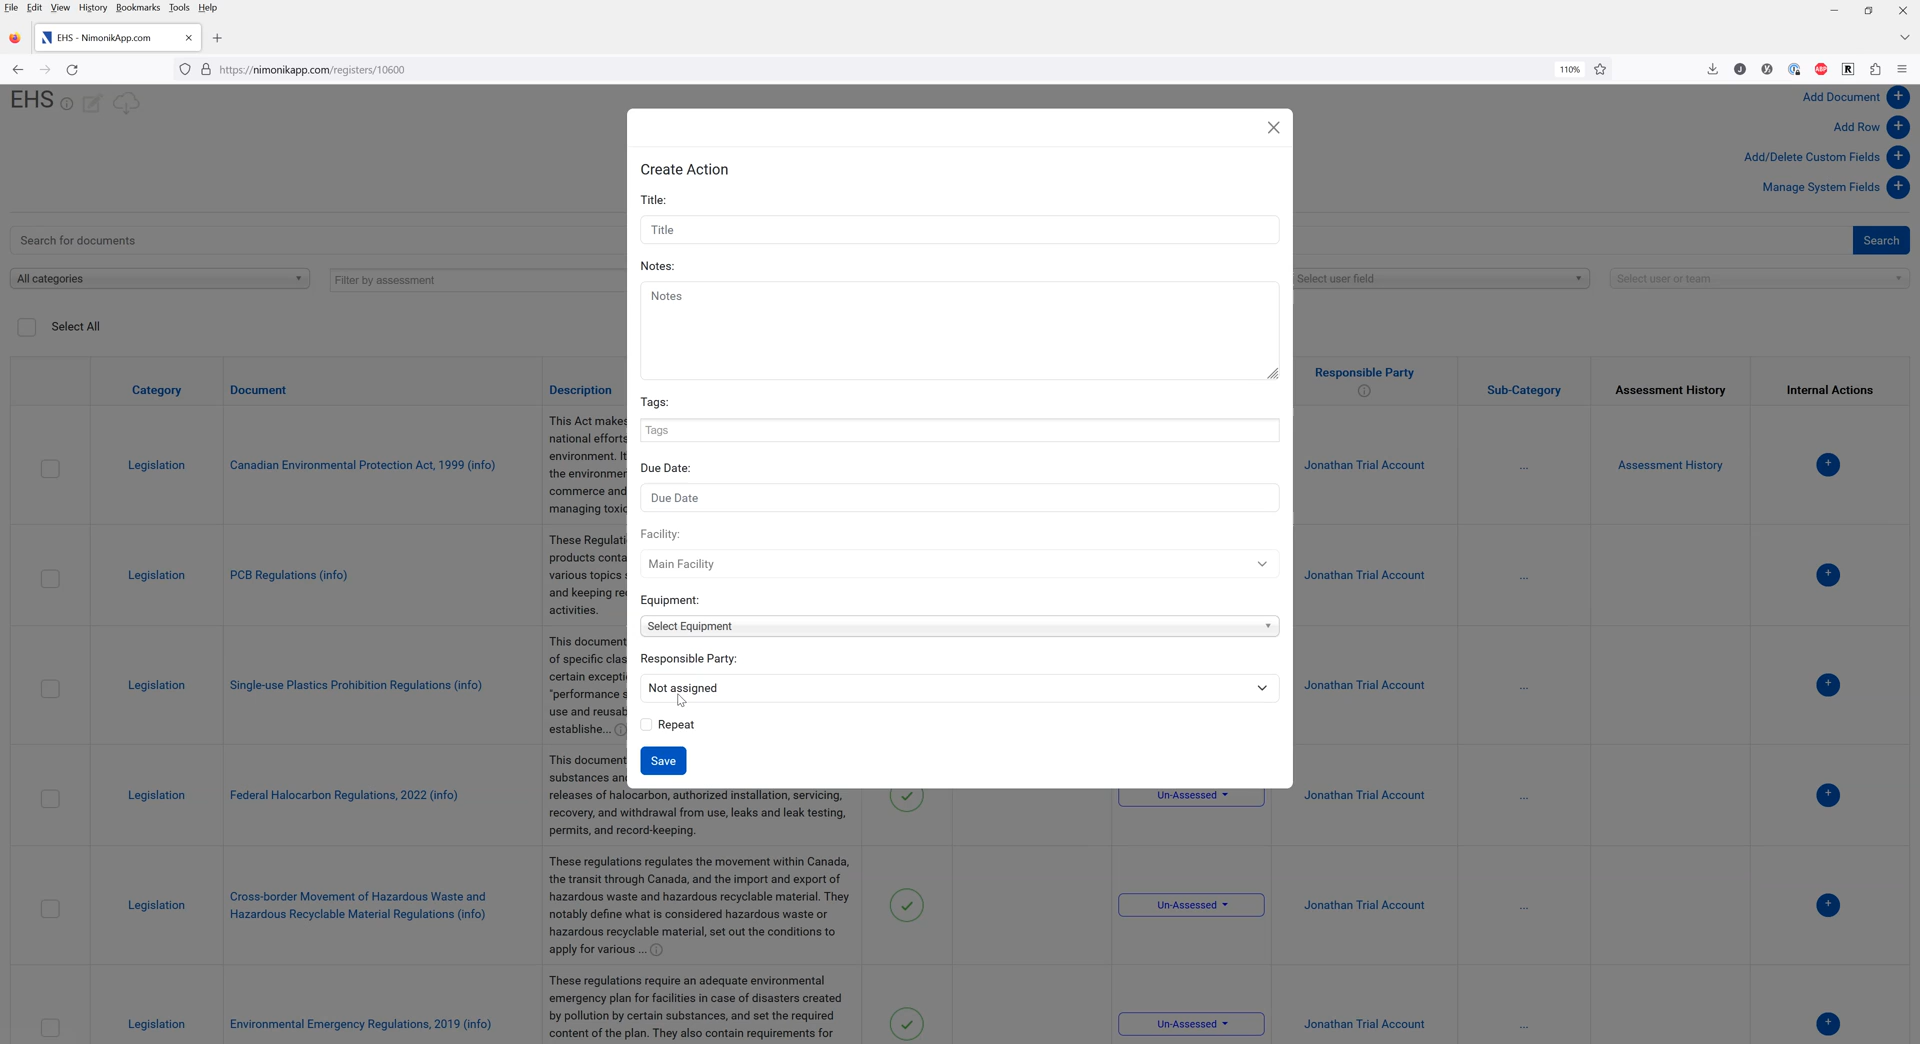 File Edit View History Bookmarks Tools Help
EHS - NimonikApp.com
https://nimonikapp.com/registers/10600
110%
J
ABP
R
EHS
Add Document
Add Row
Add/Delete Custom Fields
Manage System Fields
Search for documents
Search
All categories
Filter by assessment
Select user field
Select user or team
Select All
Create Action
Title:
Title
Notes:
Notes
Tags:
Tags
Due Date:
Due Date
Facility:
Main Facility
Equipment:
Select Equipment
Responsible Party:
Not assigned
Repeat
Save
Category Document Description Responsible Party Sub-Category Assessment History Internal Actions
Legislation
Canadian Environmental Protection Act, 1999 (info)
This Act makes
national efforts
environment. It
the environmen
commerce and
managing toxic
Jonathan Trial Account
...
Assessment History
Legislation
PCB Regulations (info)
These Regulati
products conta
various topics s
and keeping re
activities.
Jonathan Trial Account
...
Legislation
Single-use Plastics Prohibition Regulations (info)
This document
of specific clas
certain excepti
"performance s
use and reusab
establishe...
Jonathan Trial Account
...
Legislation
Federal Halocarbon Regulations, 2022 (info)
This document
substances and
releases of halocarbon, authorized installation, servicing,
recovery, and withdrawal from use, leaks and leak testing,
permits, and record-keeping.
Un-Assessed
Jonathan Trial Account
...
Legislation
Cross-border Movement of Hazardous Waste and
Hazardous Recyclable Material Regulations (info)
These regulations regulates the movement within Canada,
the transit through Canada, and the import and export of
hazardous waste and hazardous recyclable material. They
notably define what is considered hazardous waste or
hazardous recyclable material, set out the conditions to
apply for various ...
Un-Assessed
Jonathan Trial Account
...
Legislation
Environmental Emergency Regulations, 2019 (info)
These regulations require an adequate environmental
emergency plan for facilities in case of disasters created
by pollution by certain substances, and set the required
content of the plan. They also contain requirements for
Un-Assessed
Jonathan Trial Account
...